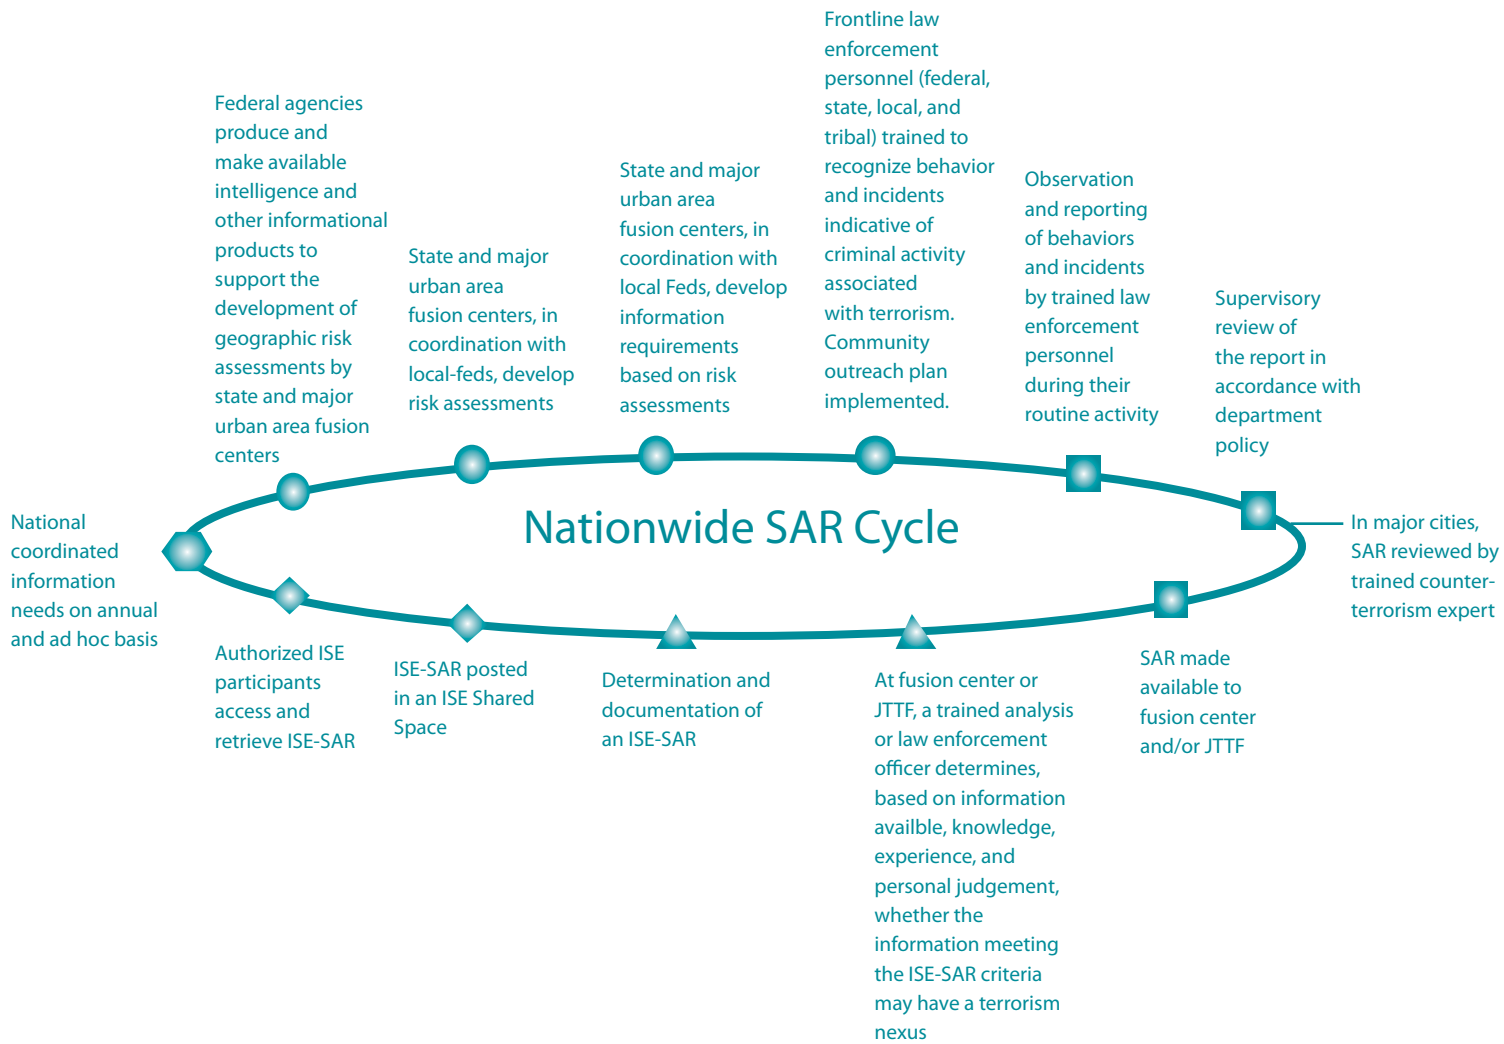 Frontline law
enforcement
personnel (federal,
state, local, and
tribal) trained to
recognize behavior
and incidents
indicative of
criminal activity
associated
with terrorism.
Community
outreach plan
implemented.
Federal agencies
produce and
make available
intelligence and
other informational
products to
support the
development of
geographic risk
assessments by
state and major
urban area fusion
centers
State and major
urban area
fusion centers, in
coordination with
local-feds, develop
risk assessments
State and major
urban area
fusion centers, in
coordination with
local Feds, develop
information
requirements
based on risk
assessments
Observation
and reporting
of behaviors
and incidents
by trained law
enforcement
personnel
during their
routine activity
Supervisory
review of
the report in
accordance with
department
policy
Nationwide SAR Cycle
National
coordinated
information
needs on annual
and ad hoc basis
In major cities,
SAR reviewed by
trained counter-
terrorism expert
Authorized ISE
participants
access and
retrieve ISE-SAR
ISE-SAR posted
in an ISE Shared
Space
Determination and
documentation of
an ISE-SAR
At fusion center or
JTTF, a trained analysis
or law enforcement
officer determines,
based on information
availble, knowledge,
experience, and
personal judgement,
whether the
information meeting
the ISE-SAR criteria
may have a terrorism
nexus
SAR made
available to
fusion center
and/or JTTF